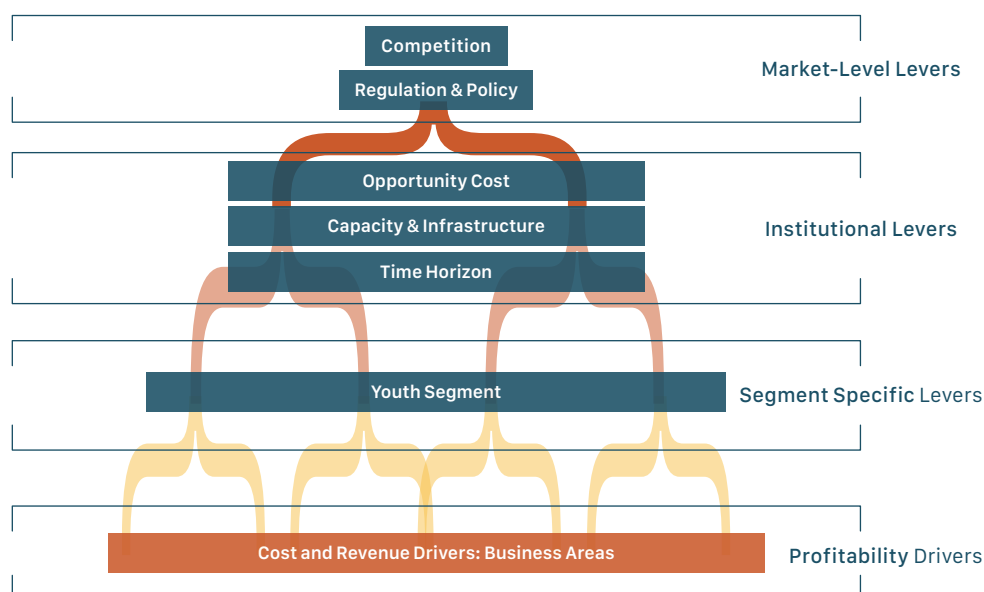 Competition
Regulation & Policy
Market-Level Levers
Opportunity Cost
Capacity & Infrastructure
Institutional Levers
Time Horizon
Youth Segment
Segment Specific Levers
Cost and Revenue Drivers: Business Areas
Profitability Drivers